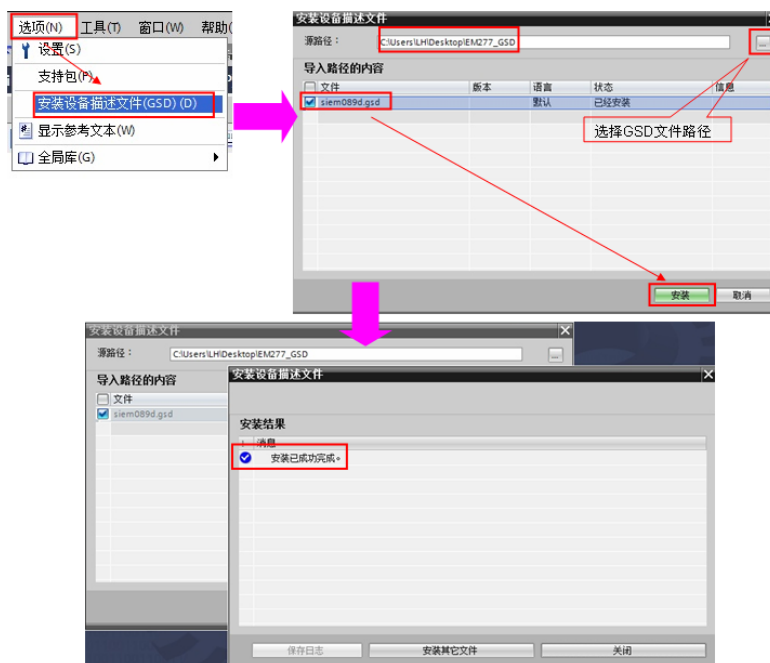 选项(N) 工具(T) 窗口(W) 帮助(
设置(S)
支持包(P)
安装设备描述文件(GSD) (D)
显示参考文本(W)
全局库(G)
安装设备描述文件
源路径： C:\Users\LH\Desktop\EM277_GSD ...
导入路径的内容
文件 版本 语言 状态 信息
siem089d.gsd 默认 已经安装
选择GSD文件路径
安装 取消
安装设备描述文件
源路径： C:\Users\LH\Desktop\EM277_GSD ...
导入路径的内容
文件
siem089d.gsd
安装设备描述文件
安装结果
! 消息
安装已成功完成。
保存日志 安装其它文件 关闭